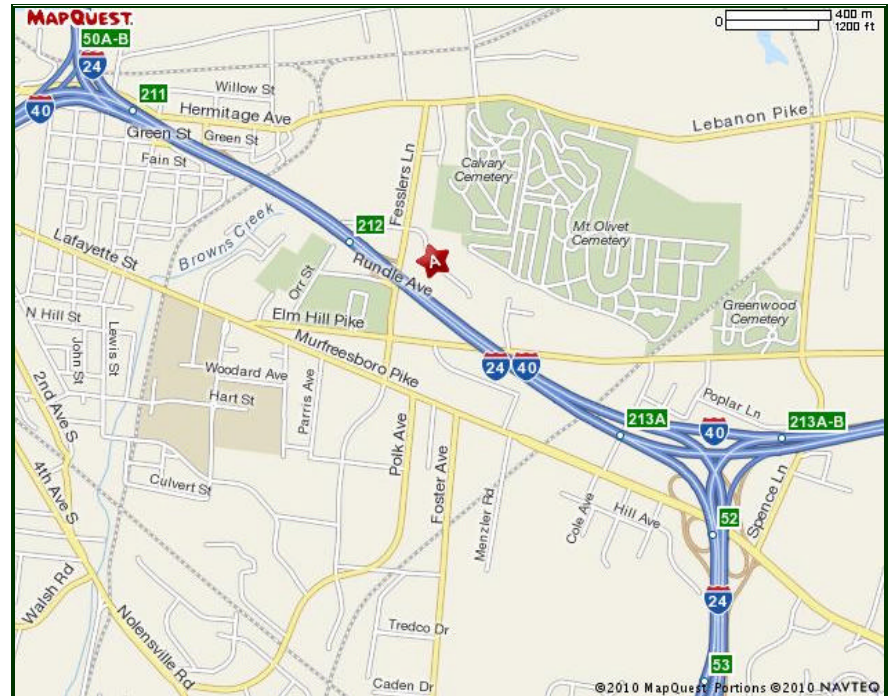 MAPQUEST.
0
400 m
1200 ft
50A-B
24
40
211
Willow St
Hermitage Ave
Green St
Green St
Fain St
Lebanon Pike
Fesslers Ln
Calvary
Cemetery
Mt Olivet
Cemetery
Browns Creek
Lafayette St
212
A
Rundle Ave
Orr St
Greenwood
Cemetery
N Hill St
John St
Lewis St
Elm Hill Pike
Murfreesboro Pike
24
40
Woodard Ave
Hart St
Parris Ave
2nd Ave S
4th Ave S
Poplar Ln
213A
40
213A-B
Polk Ave
Foster Ave
Menzler Rd
Culvert St
Cole Ave
Hill Ave
52
Spence Ln
Walsh Rd
Nolensville Rd
24
Tredco Dr
Caden Dr
53
©2010 MapQuest Portions ©2010 NAVTEQ